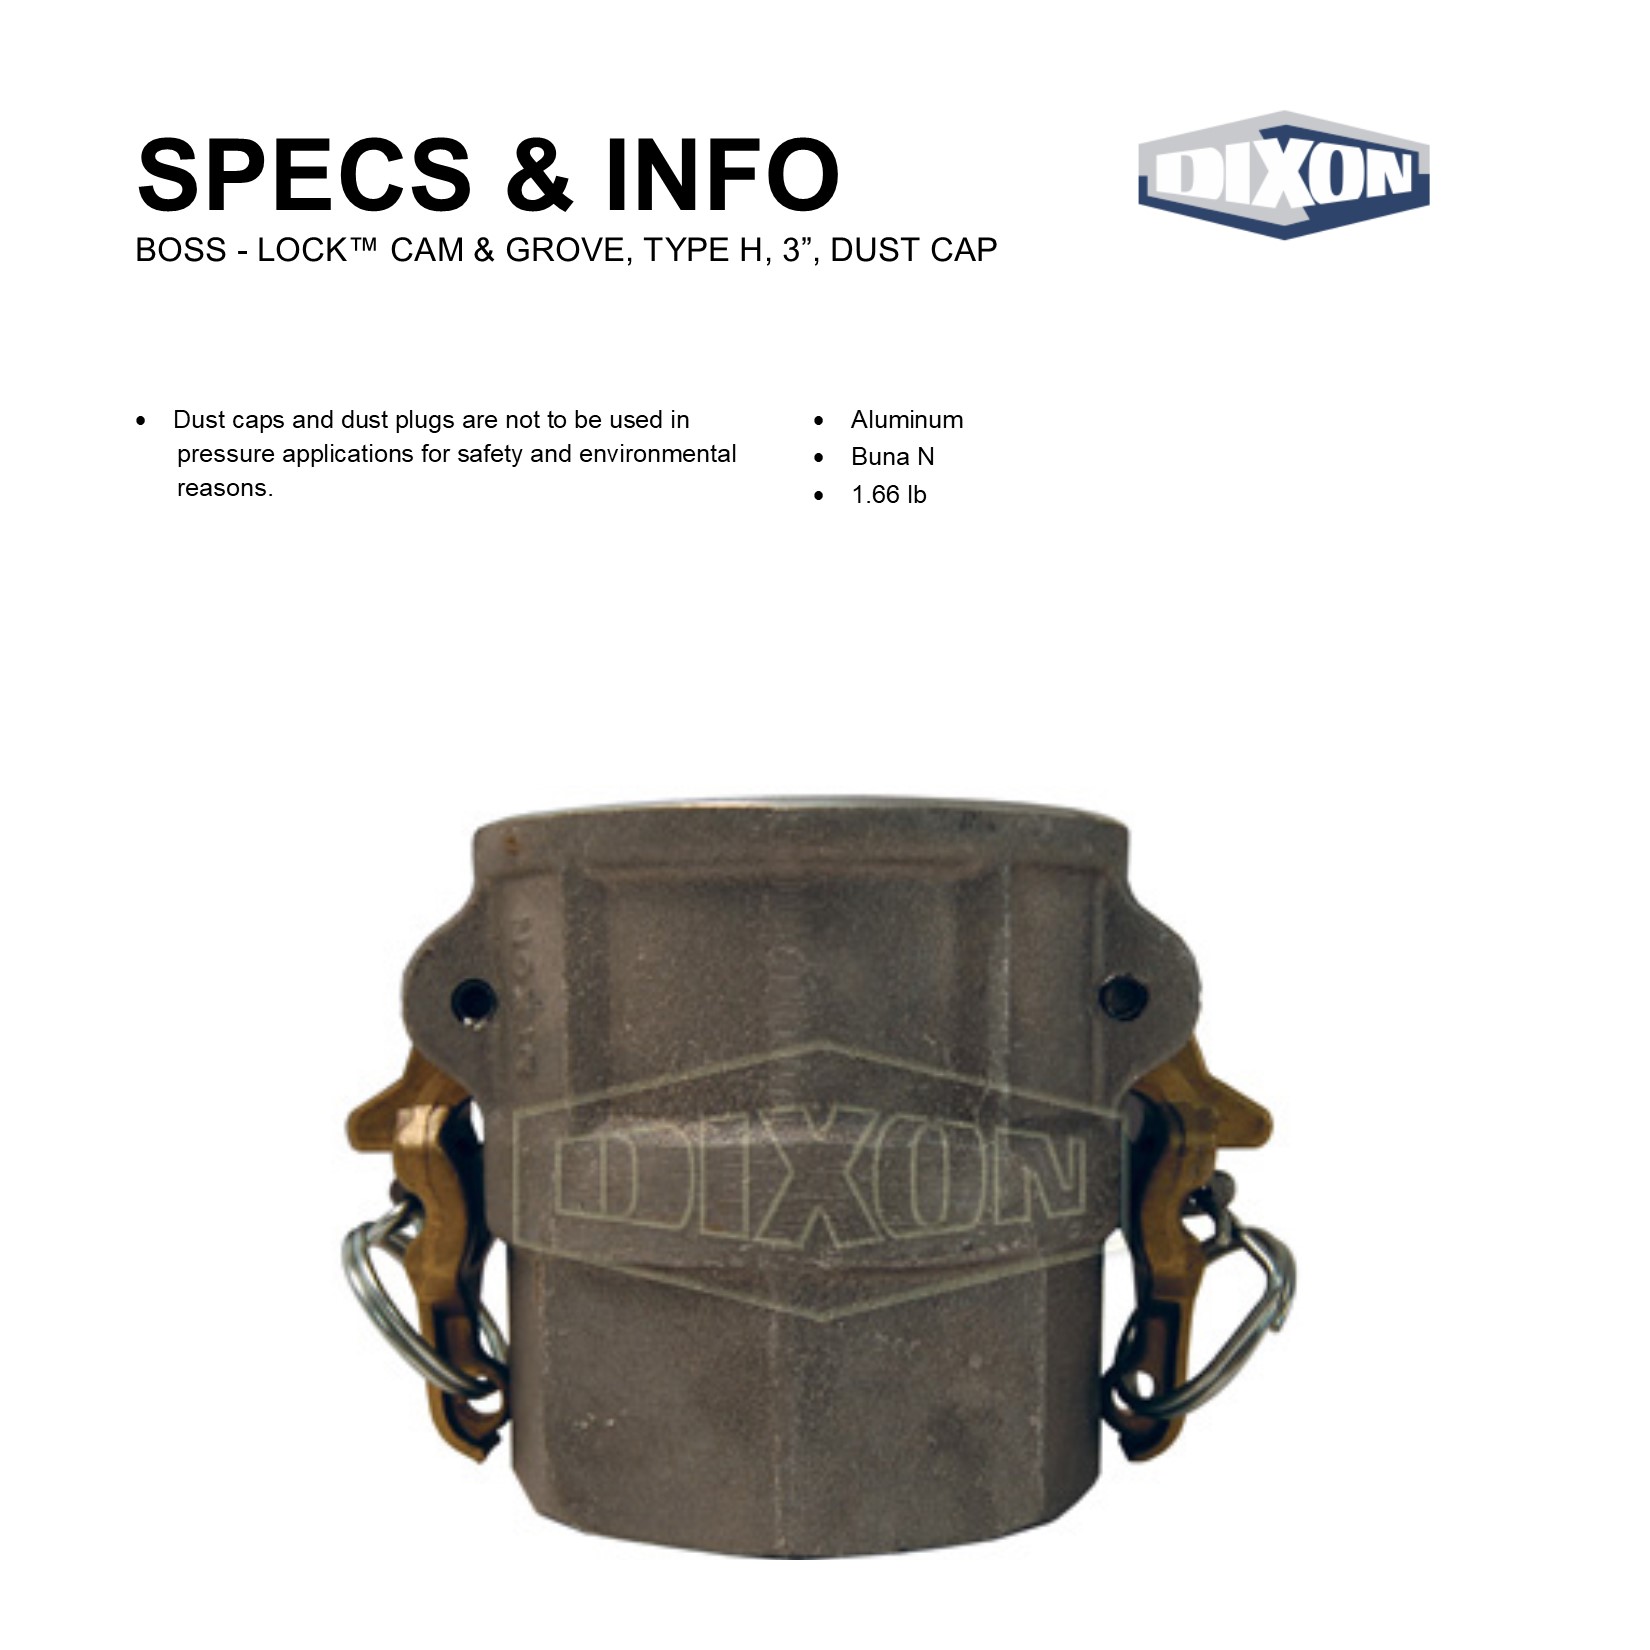 SPECS & INFO
DIXON
BOSS - LOCK™ CAM & GROVE, TYPE H, 3”, DUST CAP
• Dust caps and dust plugs are not to be used in
pressure applications for safety and environmental
reasons.
• Aluminum
• Buna N
• 1.66 lb
DIXON